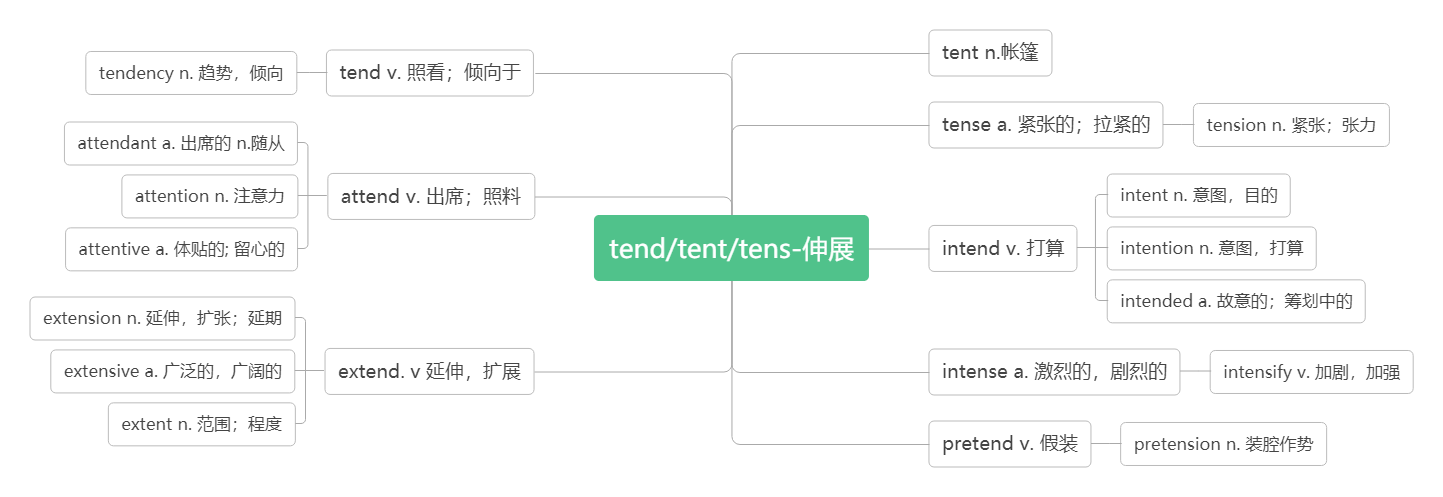 tend/tent/tens-伸展
tend v. 照看；倾向于
tendency n. 趋势，倾向
attend v. 出席；照料
attendant a. 出席的 n.随从
attention n. 注意力
attentive a. 体贴的; 留心的
extend. v 延伸，扩展
extension n. 延伸，扩张；延期
extensive a. 广泛的，广阔的
extent n. 范围；程度
tent n.帐篷
tense a. 紧张的；拉紧的
tension n. 紧张；张力
intend v. 打算
intent n. 意图，目的
intention n. 意图，打算
intended a. 故意的；筹划中的
intense a. 激烈的，剧烈的
intensify v. 加剧，加强
pretend v. 假装
pretension n. 装腔作势